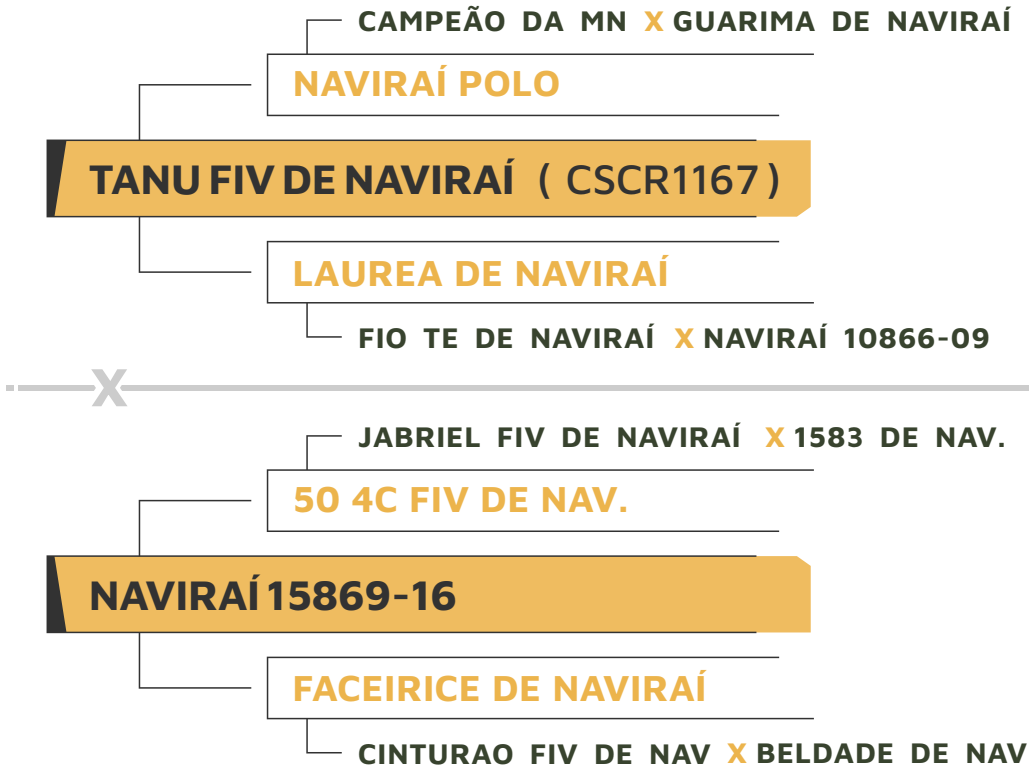 CAMPEÃO DA MN X GUARIMA DE NAVIRAÍ
NAVIRAÍ POLO
TANU FIV DE NAVIRAÍ ( CSCR1167 )
LAUREA DE NAVIRAÍ
FIO TE DE NAVIRAÍ X NAVIRAÍ 10866-09
X
JABRIEL FIV DE NAVIRAÍ X 1583 DE NAV.
50 4C FIV DE NAV.
NAVIRAÍ 15869-16
FACEIRICE DE NAVIRAÍ
CINTURAO FIV DE NAV X BELDADE DE NAV